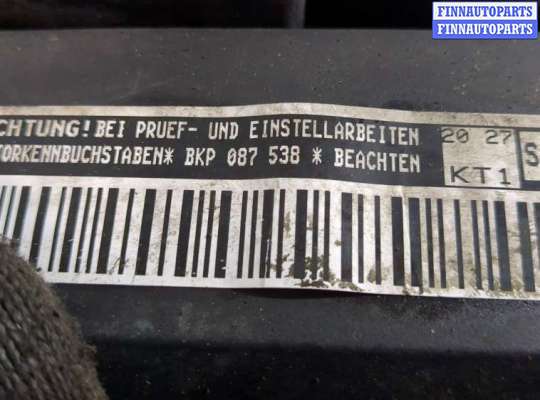 FINNAUTOPARTS
FINNAUTOPARTS
CHTUNG! BEI PRUEF- UND EINSTELLARBEITEN
TORKENNBUCHSTABEN* BKP 087 538 * BEACHTEN
20 27
KT1
S